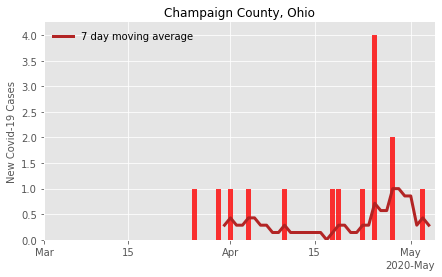 Champaign County, Ohio
7 day moving average
New Covid-19 Cases
4.0
3.5
3.0
2.5
2.0
1.5
1.0
0.5
0.0
Mar 15 Apr 15 May
2020-May